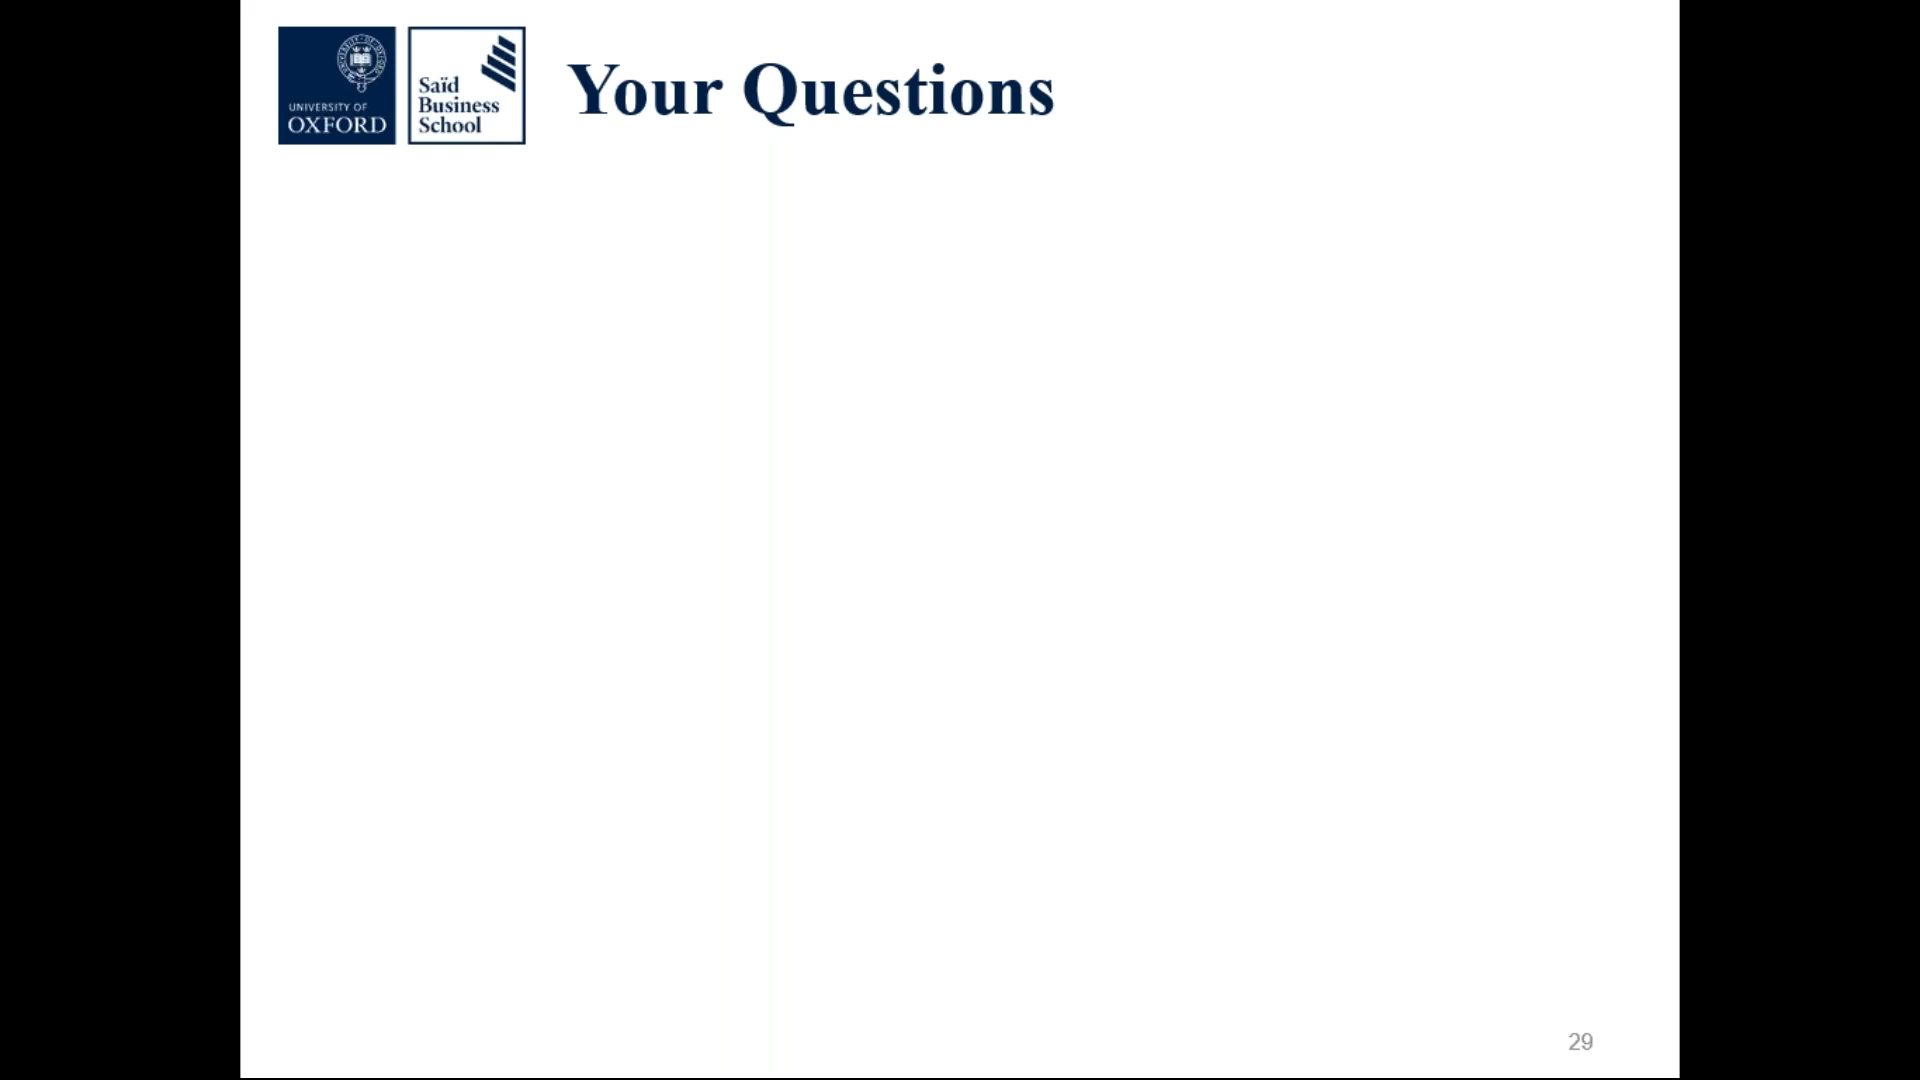 UNIVERSITY OF
OXFORD
Saïd
Business
School
Your Questions
29